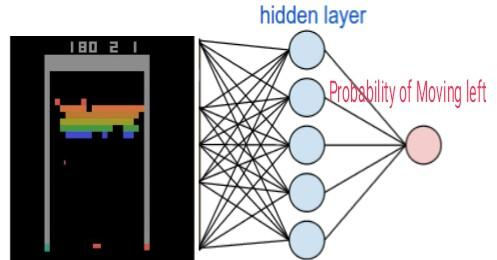 hidden layer
180 2 1
Probability of Moving left